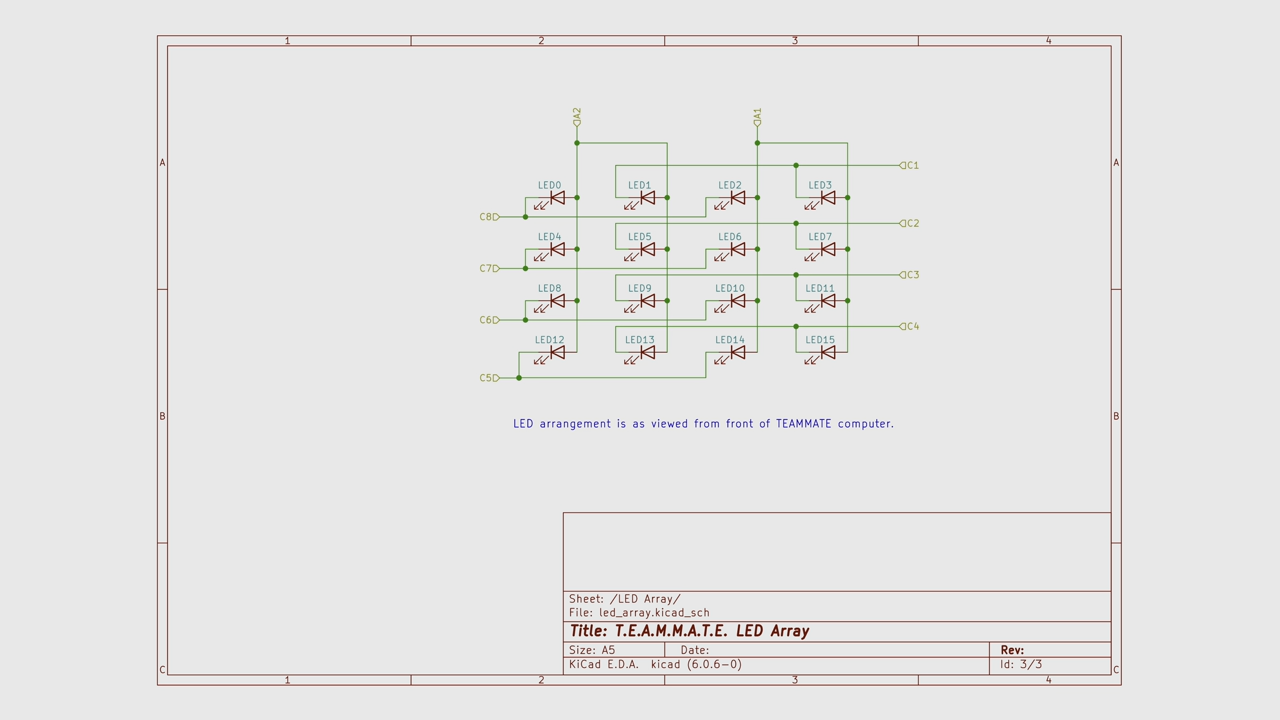 1 2 3 4
A2 A1
A A
C1
LED0 LED1 LED2 LED3
C8
C2
LED4 LED5 LED6 LED7
C7
C3
LED8 LED9 LED10 LED11
C6
C4
LED12 LED13 LED14 LED15
C5
B B
LED arrangement is as viewed from front of TEAMMATE computer.
Sheet: /LED Array/
File: led_array.kicad_sch
Title: T.E.A.M.M.A.T.E. LED Array
Size: A5 Date: Rev:
KiCad E.D.A. kicad (6.0.6-0) Id: 3/3
C C
1 2 3 4